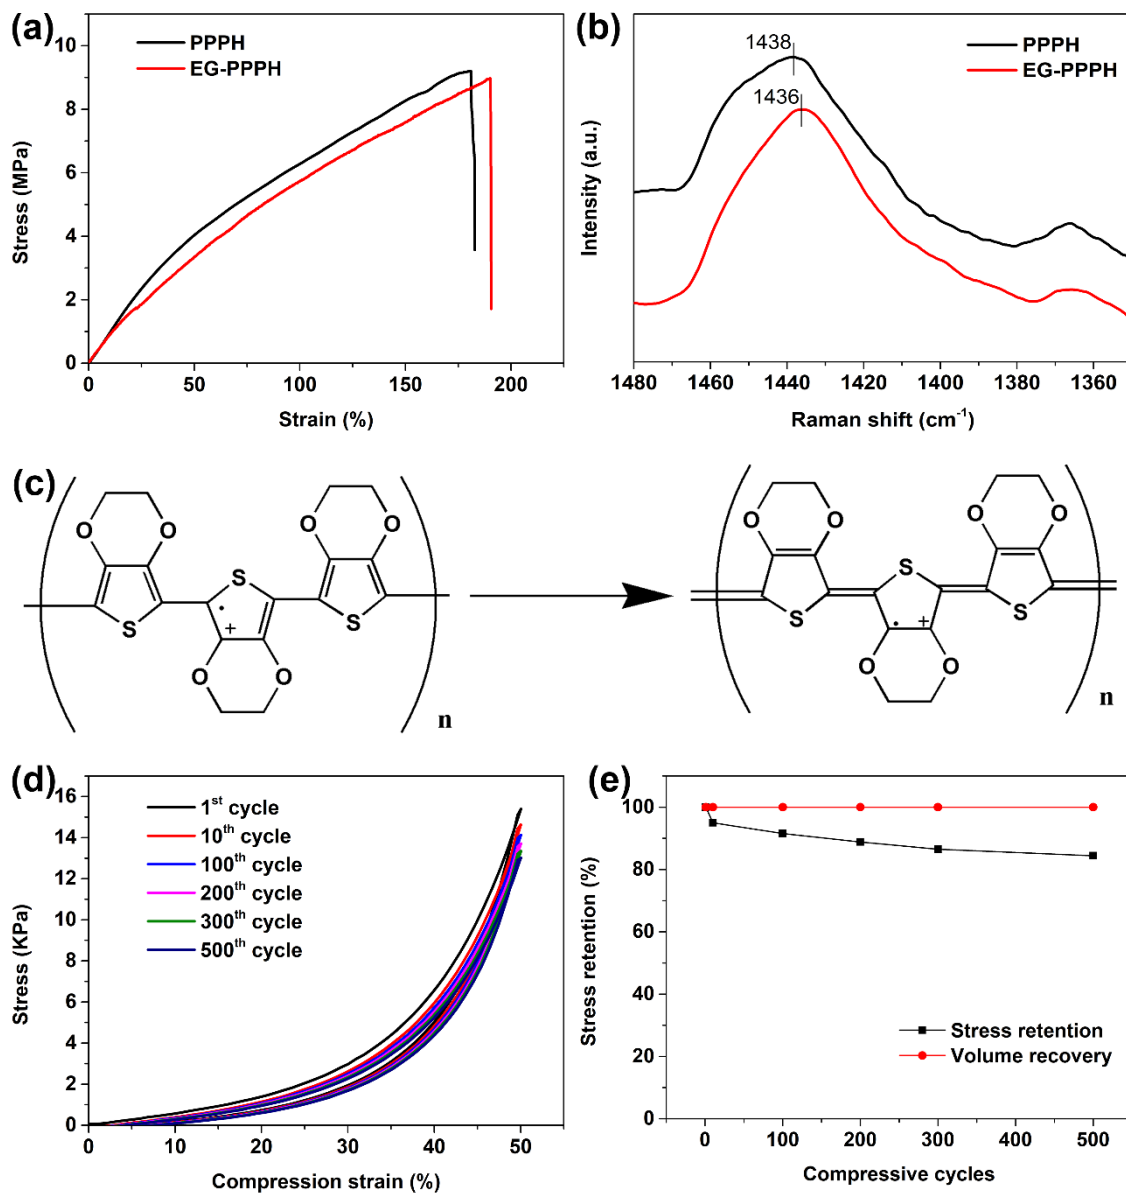 (a)
PPPH
EG-PPPH
Stress (MPa)
10
8
6
4
2
0
0 50 100 150 200
Strain (%)
(b)
1438
1436
PPPH
EG-PPPH
Intensity (a.u.)
1480 1460 1440 1420 1400 1380 1360
Raman shift (cm⁻¹)
(c)
O O S S + O O O O S n
O O S S • + O O O O S n
(d)
1st cycle
10th cycle
100th cycle
200th cycle
300th cycle
500th cycle
Stress (KPa)
16
14
12
10
8
6
4
2
0
0 10 20 30 40 50
Compression strain (%)
(e)
Stress retention (%)
100
80
60
40
20
0
Stress retention
Volume recovery
0 100 200 300 400 500
Compressive cycles